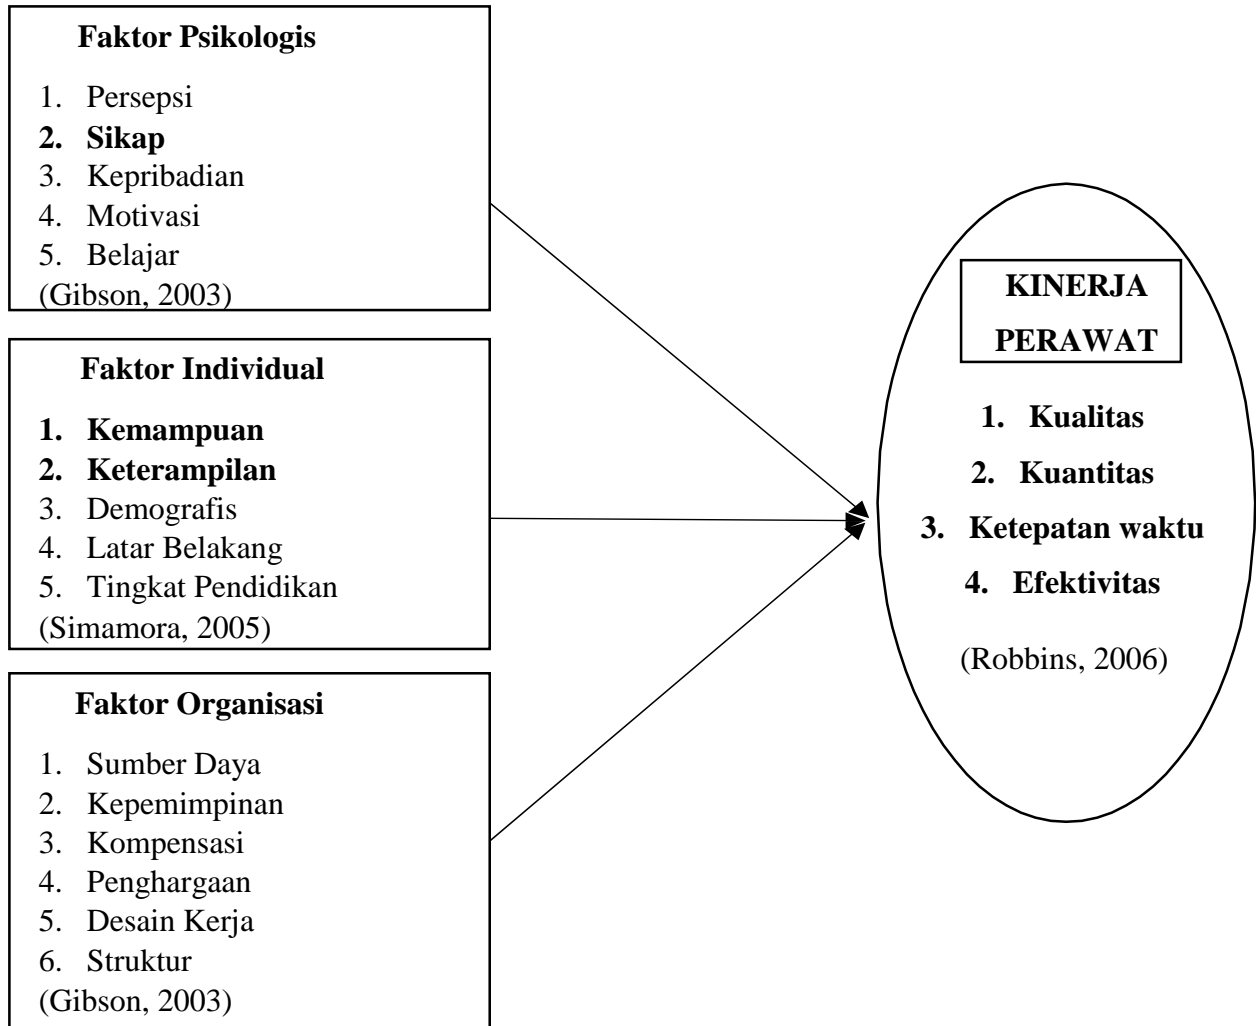 Faktor Psikologis
1. Persepsi
2. Sikap
3. Kepribadian
4. Motivasi
5. Belajar
(Gibson, 2003)
Faktor Individual
1. Kemampuan
2. Keterampilan
3. Demografis
4. Latar Belakang
5. Tingkat Pendidikan
(Simamora, 2005)
Faktor Organisasi
1. Sumber Daya
2. Kepemimpinan
3. Kompensasi
4. Penghargaan
5. Desain Kerja
6. Struktur
(Gibson, 2003)
KINERJA
PERAWAT
1. Kualitas
2. Kuantitas
3. Ketepatan waktu
4. Efektivitas
(Robbins, 2006)